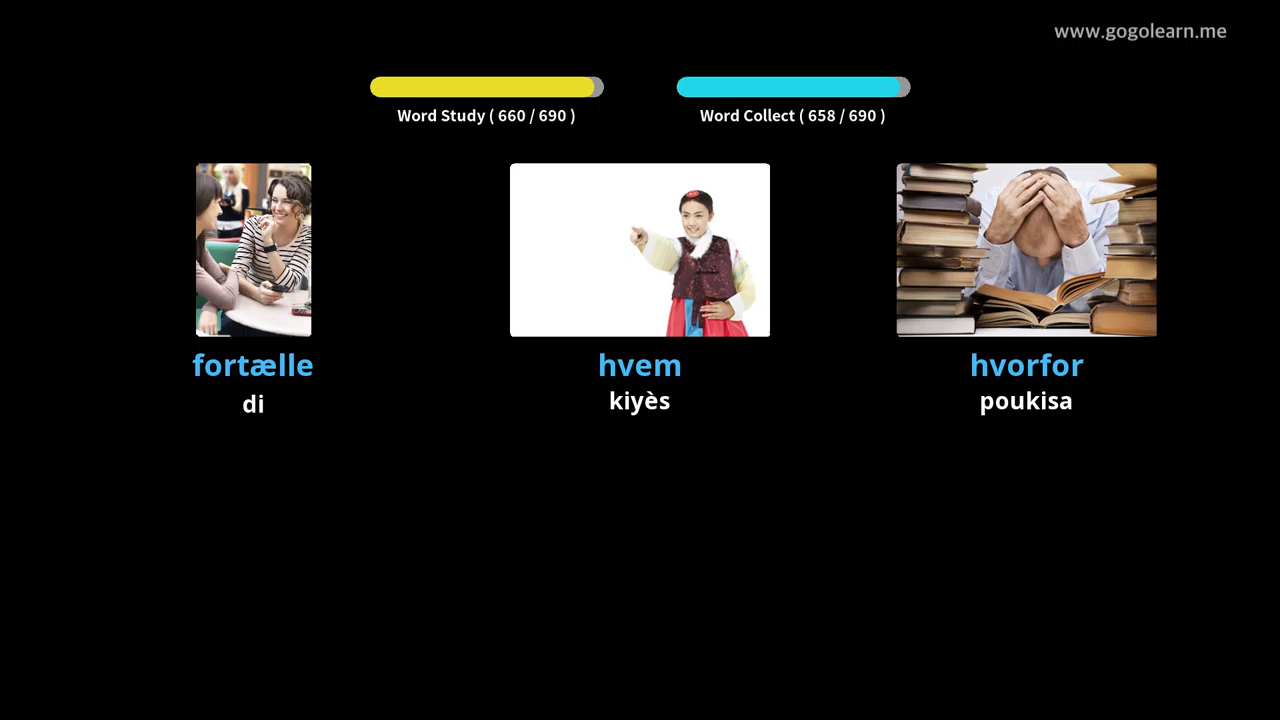 www.gogolearn.me
Word Study ( 660 / 690 )
Word Collect ( 658 / 690 )
fortælle
di
hvem
kiyès
hvorfor
poukisa